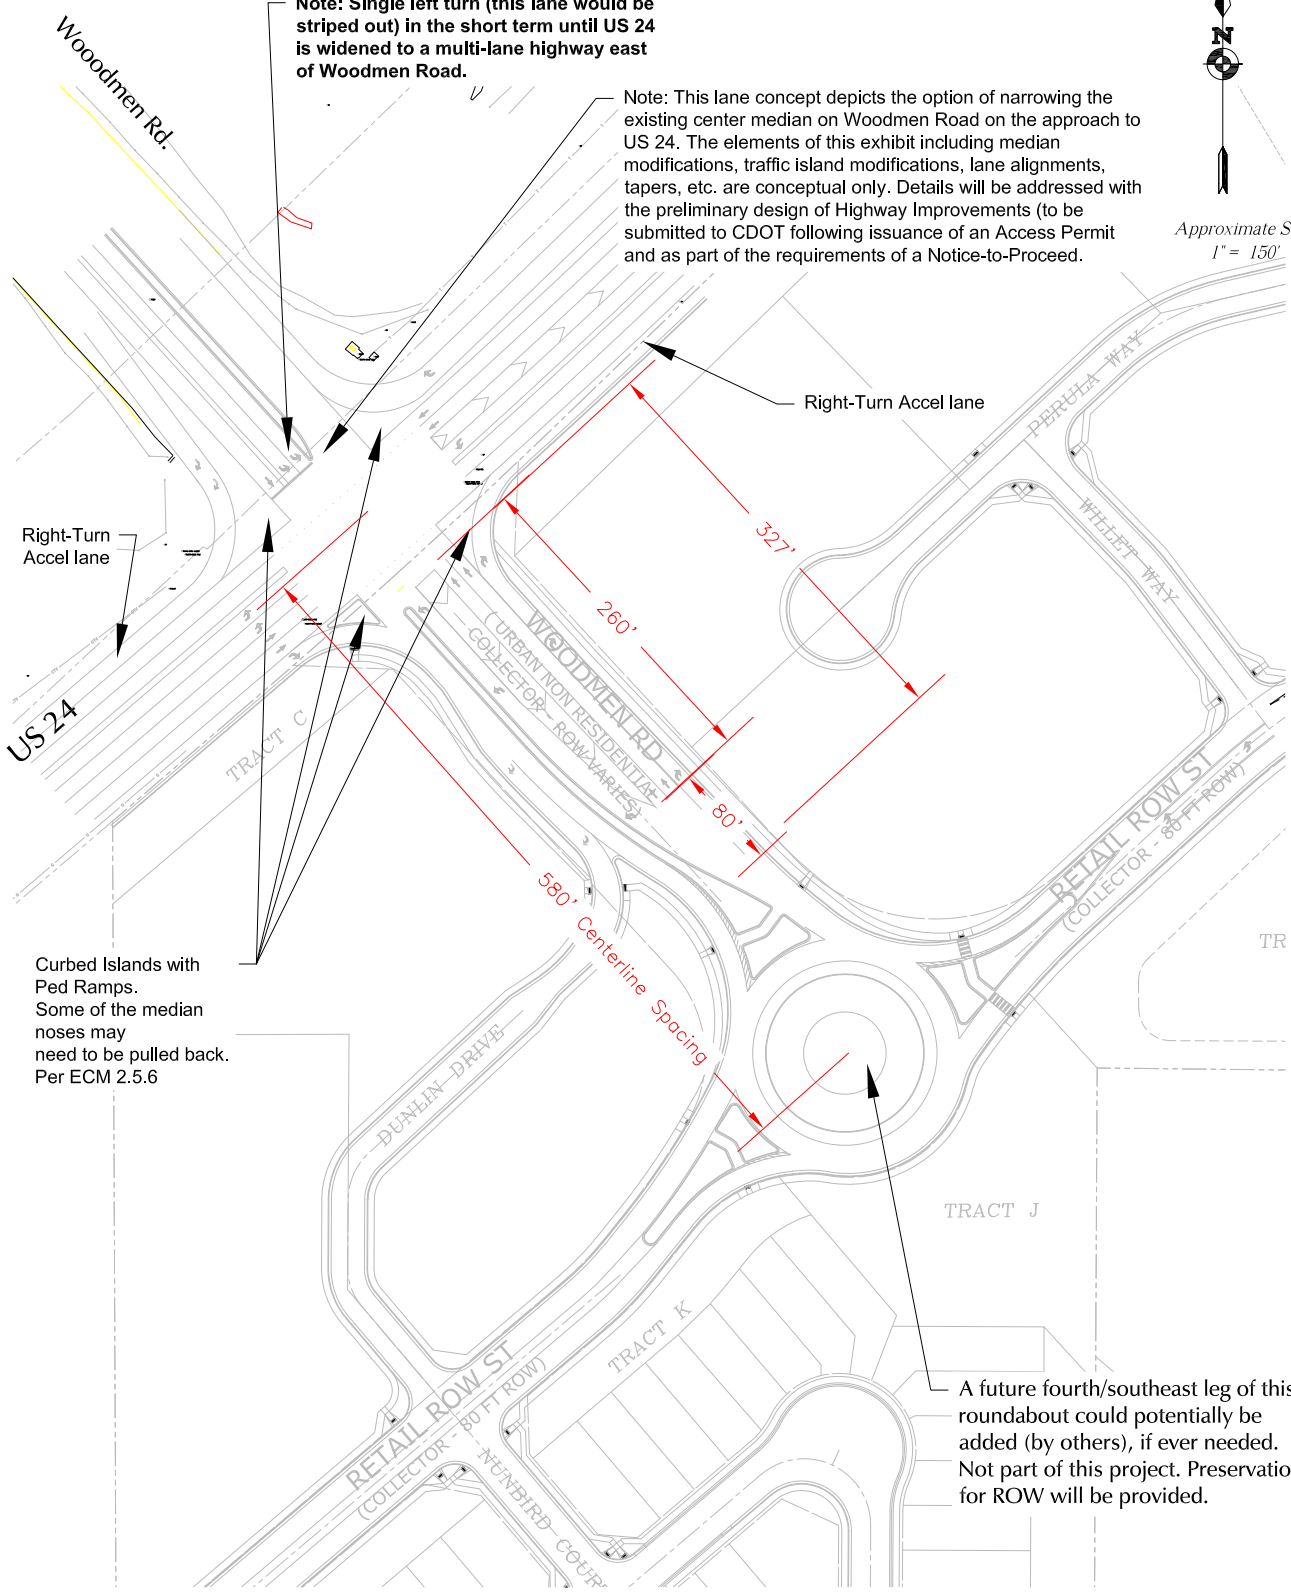 Note: Single left turn (this lane would be
striped out) in the short term until US 24
is widened to a multi-lane highway east
of Woodmen Road.
Wooodmen Rd.
N
Note: This lane concept depicts the option of narrowing the
existing center median on Woodmen Road on the approach to
US 24. The elements of this exhibit including median
modifications, traffic island modifications, lane alignments,
tapers, etc. are conceptual only. Details will be addressed with
the preliminary design of Highway Improvements (to be
submitted to CDOT following issuance of an Access Permit
and as part of the requirements of a Notice-to-Proceed.
Approximate S
1" = 150'
PERULA WAY
Right-Turn Accel lane
327'
WILLET WAY
Right-Turn
Accel lane
260'
WOODMEN RD
(URBAN NON RESIDENTIAL
COLLECTOR - ROW VARIES)
US 24
TRACT C
80'
RETAIL ROW ST
(COLLECTOR - 80 FT ROW)
580' Centerline Spacing
TR
Curbed Islands with
Ped Ramps.
Some of the median
noses may
need to be pulled back.
Per ECM 2.5.6
DUNLIN DRIVE
TRACT J
TRACT K
RETAIL ROW ST
(COLLECTOR - 80 FT ROW)
NUNBIRD COUR
A future fourth/southeast leg of this
roundabout could potentially be
added (by others), if ever needed.
Not part of this project. Preservatio
for ROW will be provided.